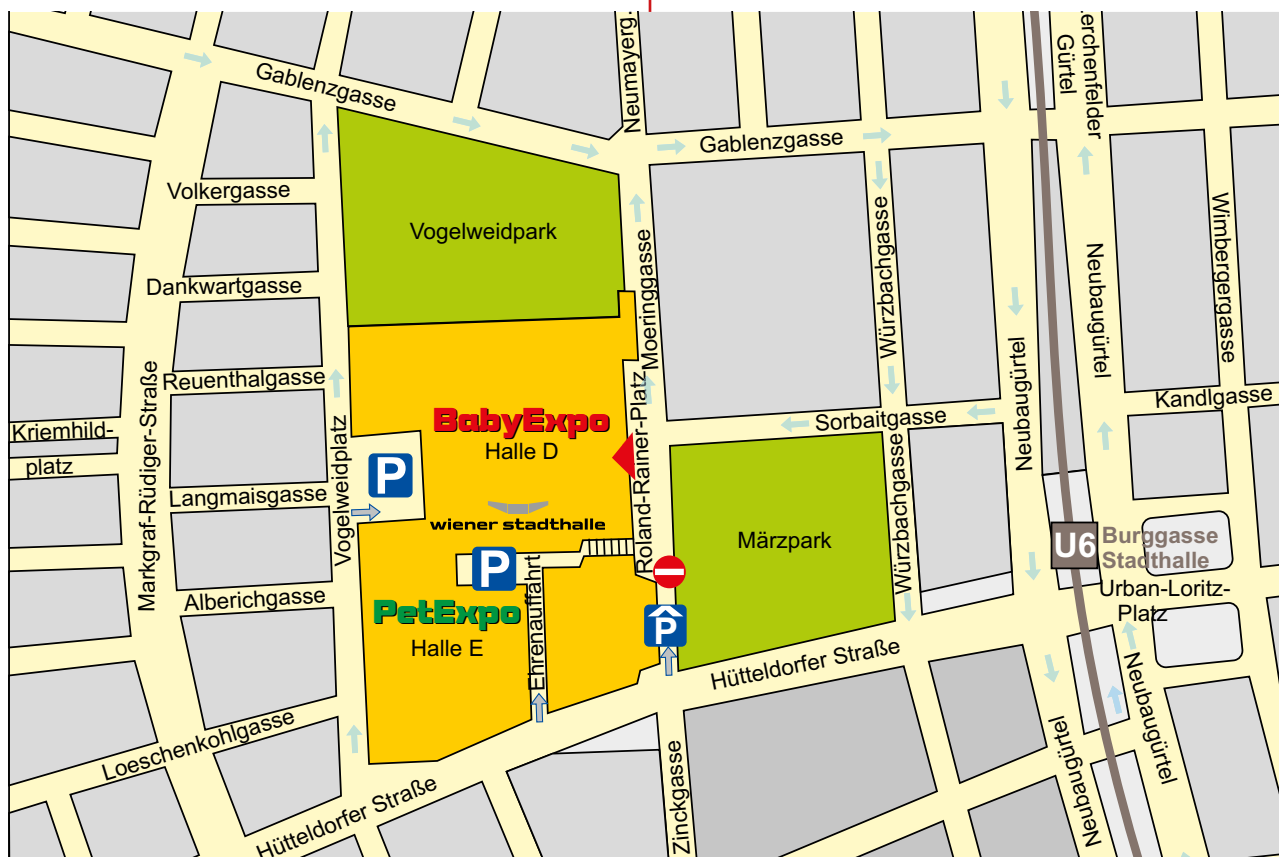 Gablenzgasse
Neumayerg.
Lerchenfelder
Gürtel
Gablenzgasse
Volkergasse
Vogelweidpark
Dankwartgasse
Moeringgasse
Würzbachgasse
Neubaugürtel
Wimbergergasse
Markgraf-Rüdiger-Straße
Reuenthalgasse
Kandlgasse
Kriemhild-
platz
BabyExpo
Halle D
Sorbaitgasse
Neubaugürtel
Vogelweidplatz
P
Roland-Rainer-Platz
Langmaisgasse
wiener stadthalle
Märzpark
Würzbachgasse
U6
Burggasse
Stadthalle
Urban-Loritz-
Platz
P
Alberichgasse
PetExpo
Halle E
Ehrenauffahrt
P
Hütteldorfer Straße
Neubaugürtel
Loeschenkohlgasse
Neubaugürtel
Zinckgasse
Hütteldorfer Straße